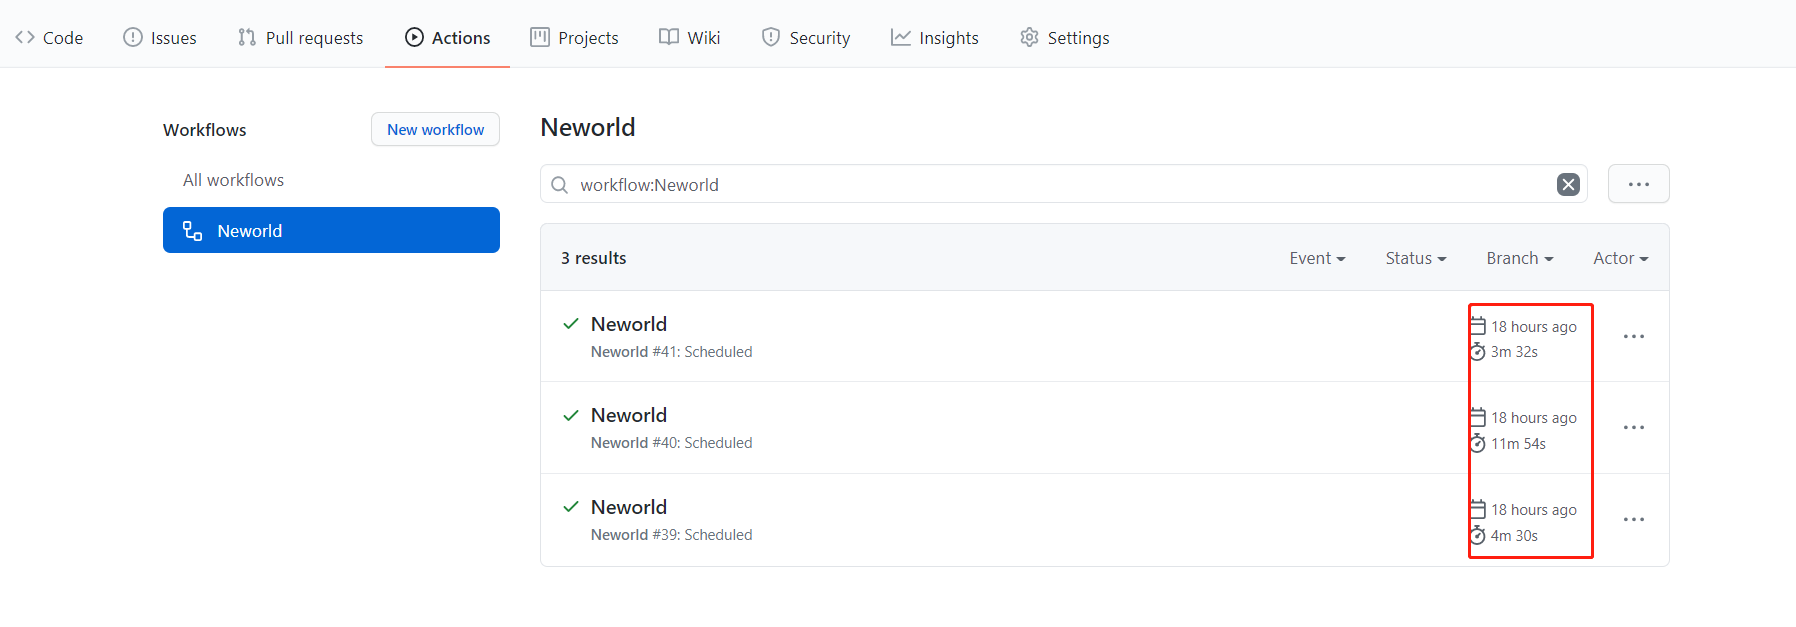 Code Issues Pull requests Actions Projects Wiki Security Insights Settings
Workflows
New workflow
All workflows
Neworld
Neworld
workflow:Neworld
3 results Event Status Branch Actor
Neworld
Neworld #41: Scheduled
18 hours ago
3m 32s
Neworld
Neworld #40: Scheduled
18 hours ago
11m 54s
Neworld
Neworld #39: Scheduled
18 hours ago
4m 30s